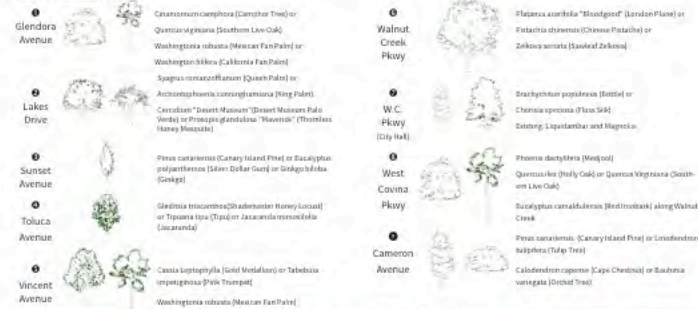 1
Glendora
Avenue
Cinamomum camphora (Camphor Tree) or
Quercus virginiana (Southern Live Oak)
Washingtonia robusta (Mexican Fan Palm) or
Washington filifera (California Fan Palm)
2
Lakes
Drive
Syagrus romanzoffianum (Queen Palm) or
Archontophoenix cunninghamiana (King Palm)
Cercidium "Desert Museum"(Desert Museum Palo
Verde) or Prosopis glandulosa "Maverick" (Thornless
Honey Mesquite)
3
Sunset
Avenue
Pinus canariensis (Canary Island Pine) or Eucalyptus
polyanthemos (Silver Dollar Gum) or Ginkgo biloba
(Ginkgo)
4
Toluca
Avenue
Gleditsia triacanthos(Shademaster Honey Locust)
or Tipuana tipu (Tipu) or Jacaranda mimosifolia
(Jacaranda)
5
Vincent
Avenue
Cassia Leptophylla (Gold Metallion) or Tabebuia
impetiginosa (Pink Trumpet)
Washingtonia robusta (Mexican Fan Palm)
6
Walnut
Creek
Pkwy
Platanus acerifolia "Bloodgood" (London Plane) or
Pistachia chinensis (Chinese Pistache) or
Zelkova serrata (Sawleaf Zelkova)
7
W.C.
Pkwy
(City Hall)
Brachychiton populneus (Bottle) or
Chorisia speciosa (Floss Silk)
Existing: Liquidambar and Magnolia
8
West
Covina
Pkwy
Phoenix dactylifera (Medjool)
Quercus ilex (Holly Oak) or Quercus Virginiana (South-
ern Live Oak)
Eucalyptus camaldulensis (Red Ironbark) along Walnut
Creek
Cameron
Avenue
Pinus canariensis. (Canary Island Pine) or Liriodendron
tulipifera (Tulip Tree)
Calodendron capense (Cape Chestnut) or Bauhinia
variegata (Orchid Tree)